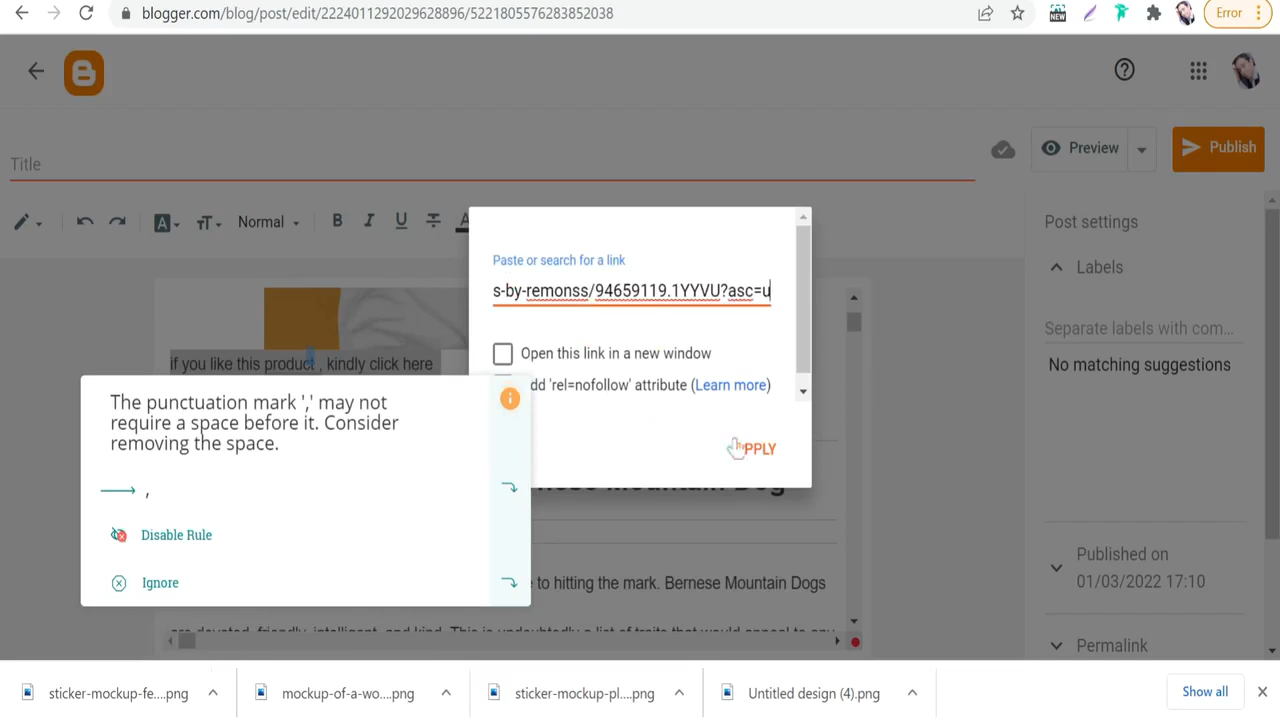 blogger.com/blog/post/edit/2224011292029628896/5221805576283852038
NEW
Error
Title
Preview
Publish
Normal
B I U
A
Post settings
Labels
Separate labels with com...
No matching suggestions
Paste or search for a link
s-by-remonss/94659119.1YYVU?asc=u
Open this link in a new window
dd 'rel=nofollow' attribute (Learn more)
PPLY
if you like this product , kindly click here
The punctuation mark ',' may not
require a space before it. Consider
removing the space.
,
Disable Rule
Ignore
Mountain Dog
e to hitting the mark. Bernese Mountain Dogs
are devoted, friendly, intelligent, and kind. This is undoubtedly a list of traits that would appeal to any
Published on
01/03/2022 17:10
Permalink
sticker-mockup-fe....png
mockup-of-a-wo....png
sticker-mockup-pl....png
Untitled design (4).png
Show all